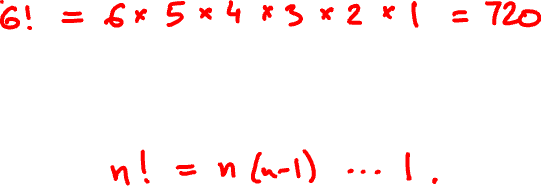 6! = 6 × 5 × 4 × 3 × 2 × 1 = 720
n! = n (n-1) ... 1 .